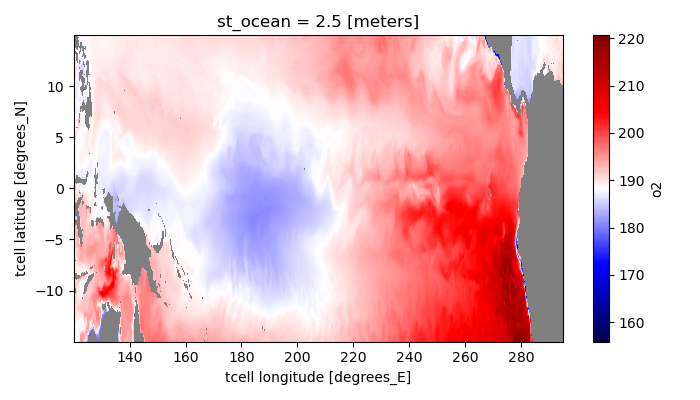 st_ocean = 2.5 [meters]
10
5
0
−5
−10
tcell latitude [degrees_N]
140 160 180 200 220 240 260 280
tcell longitude [degrees_E]
220
210
200
190
180
170
160
o2